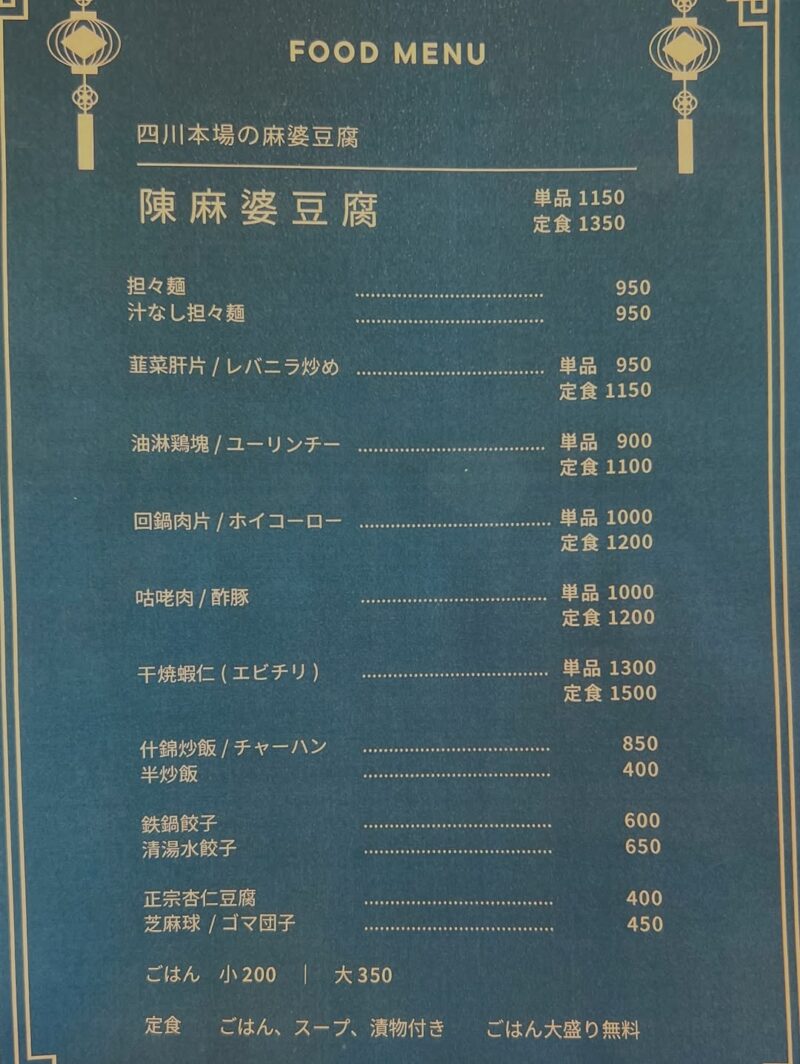 FOOD MENU
四川本場の麻婆豆腐
陳麻婆豆腐 単品 1150
定食 1350
担々麺 950
汁なし担々麺 950
韮菜肝片 / レバニラ炒め 単品 950
定食 1150
油淋鶏塊 / ユーリンチー 単品 900
定食 1100
回鍋肉片 / ホイコーロー 単品 1000
定食 1200
咕咾肉 / 酢豚 単品 1000
定食 1200
干焼蝦仁 ( エビチリ ) 単品 1300
定食 1500
什錦炒飯 / チャーハン 850
半炒飯 400
鉄鍋餃子 600
清湯水餃子 650
正宗杏仁豆腐 400
芝麻球 / ゴマ団子 450
ごはん 小 200 | 大 350
定食 ごはん、スープ、漬物付き ごはん大盛り無料